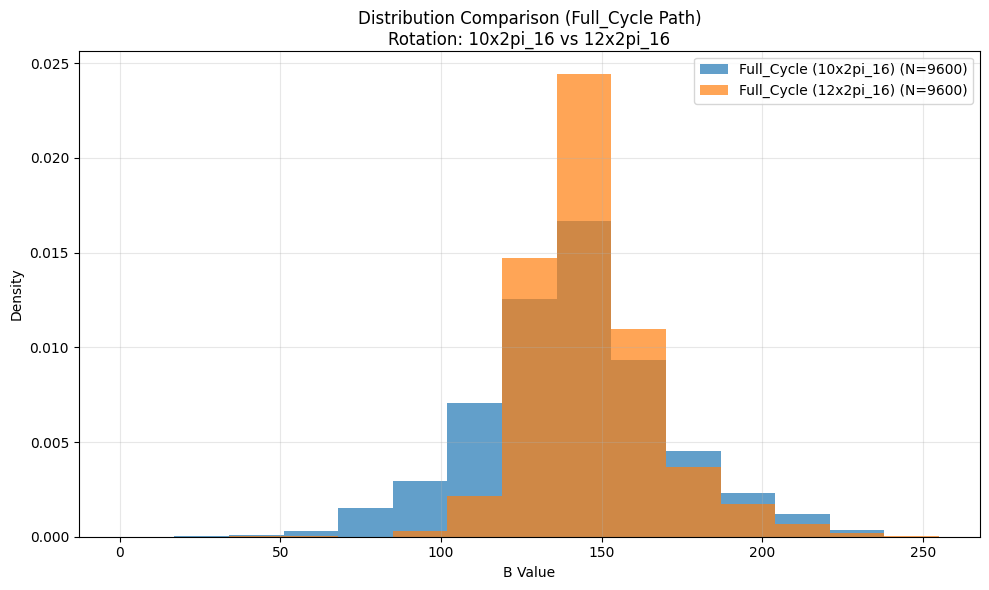 Distribution Comparison (Full_Cycle Path)
Rotation: 10x2pi_16 vs 12x2pi_16
Full_Cycle (10x2pi_16) (N=9600)
Full_Cycle (12x2pi_16) (N=9600)
Density
0.025
0.020
0.015
0.010
0.005
0.000
0 50 100 150 200 250
B Value